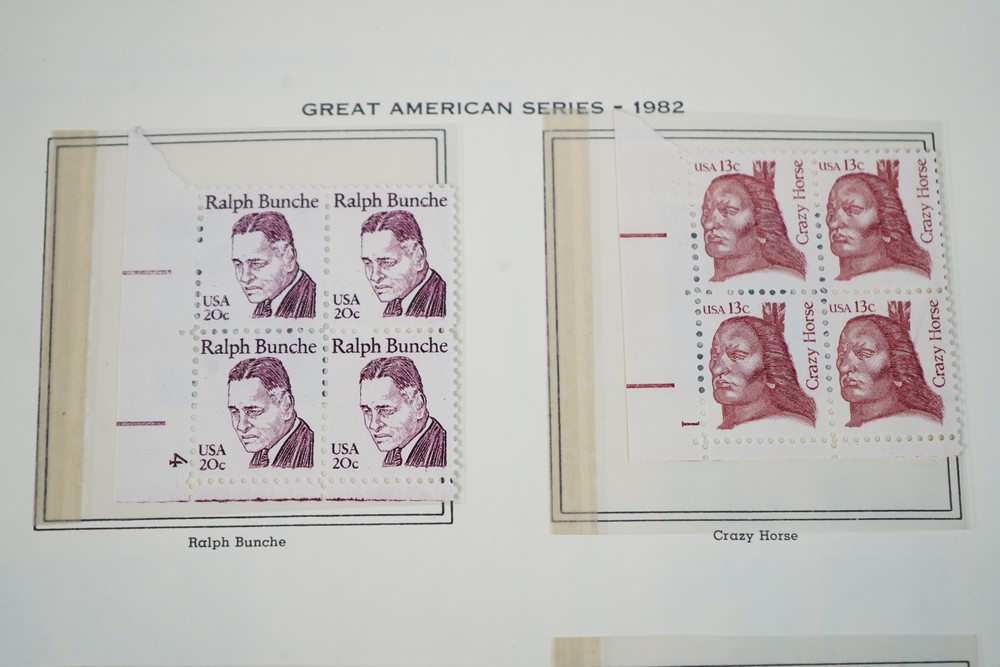 GREAT AMERICAN SERIES - 1982
Ralph Bunche
USA
20c
Ralph Bunche
USA
20c
Ralph Bunche
USA
20c
Ralph Bunche
USA
20c
4
Ralph Bunche
USA 13c
Crazy Horse
USA 13c
Crazy Horse
USA 13c
Crazy Horse
USA 13c
Crazy Horse
1
Crazy Horse